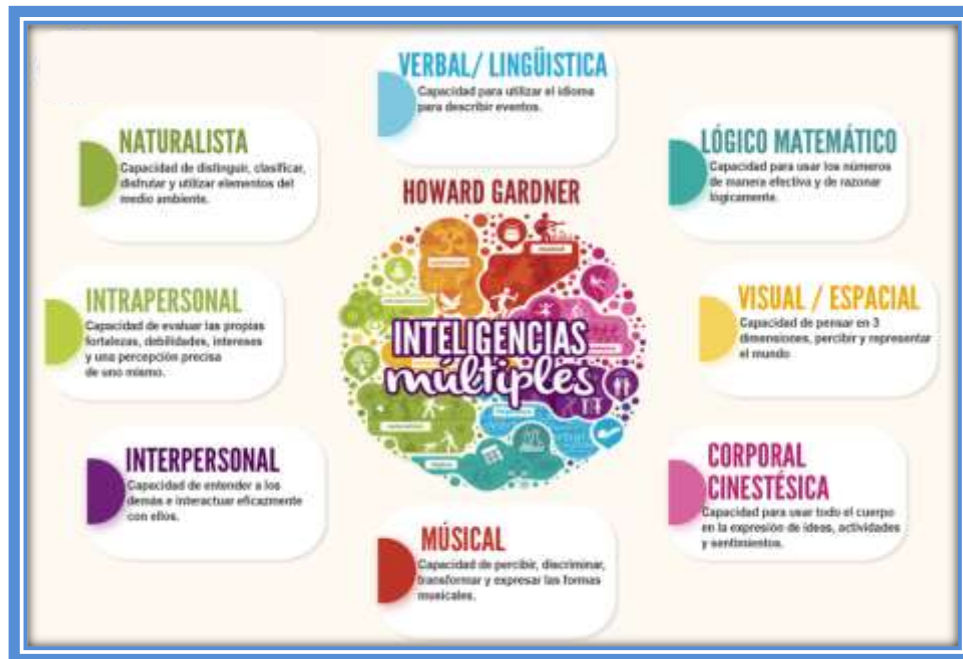 VERBAL/ LINGÜISTICA
Capacidad para utilizar el idioma
para describir eventos.
NATURALISTA
Capacidad de distinguir, clasificar,
disfrutar y utilizar elementos del
medio ambiente.
LÓGICO MATEMÁTICO
Capacidad para usar los números
de manera efectiva y de razonar
lógicamente.
HOWARD GARDNER
INTELIGENCIAS
múltiples
INTRAPERSONAL
Capacidad de evaluar las propias
fortalezas, debilidades, intereses
y una percepción precisa
de uno mismo.
VISUAL / ESPACIAL
Capacidad de pensar en 3
dimensiones, percibir y representar
el mundo
INTERPERSONAL
Capacidad de entender a los
demás e interactuar eficazmente
con ellos.
CORPORAL
CINESTÉSICA
Capacidad para usar todo el cuerpo
en la expresión de ideas, actividades
y sentimientos.
MÚSICAL
Capacidad de percibir, discriminar,
transformar y expresar las formas
musicales.